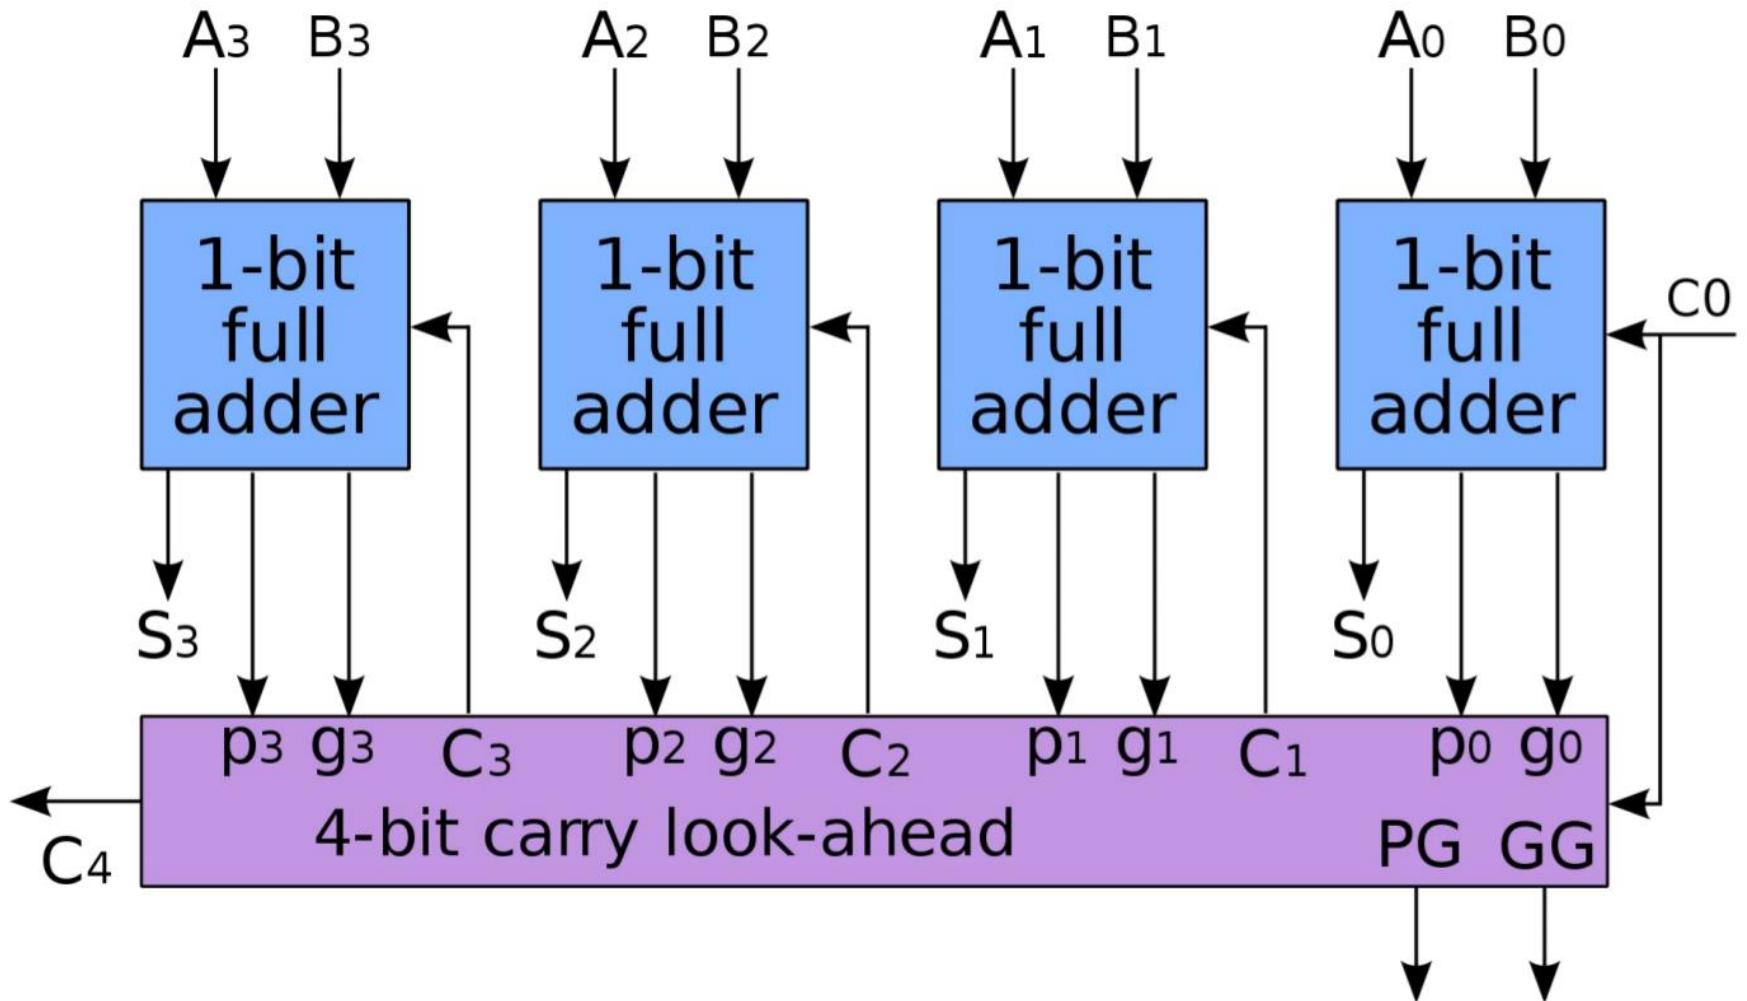 A3 B3 A2 B2 A1 B1 A0 B0
1-bit full adder
1-bit full adder
1-bit full adder
1-bit full adder
C0
S3 S2 S1 S0
p3 g3 C3 p2 g2 C2 p1 g1 C1 p0 g0
4-bit carry look-ahead
PG GG
C4